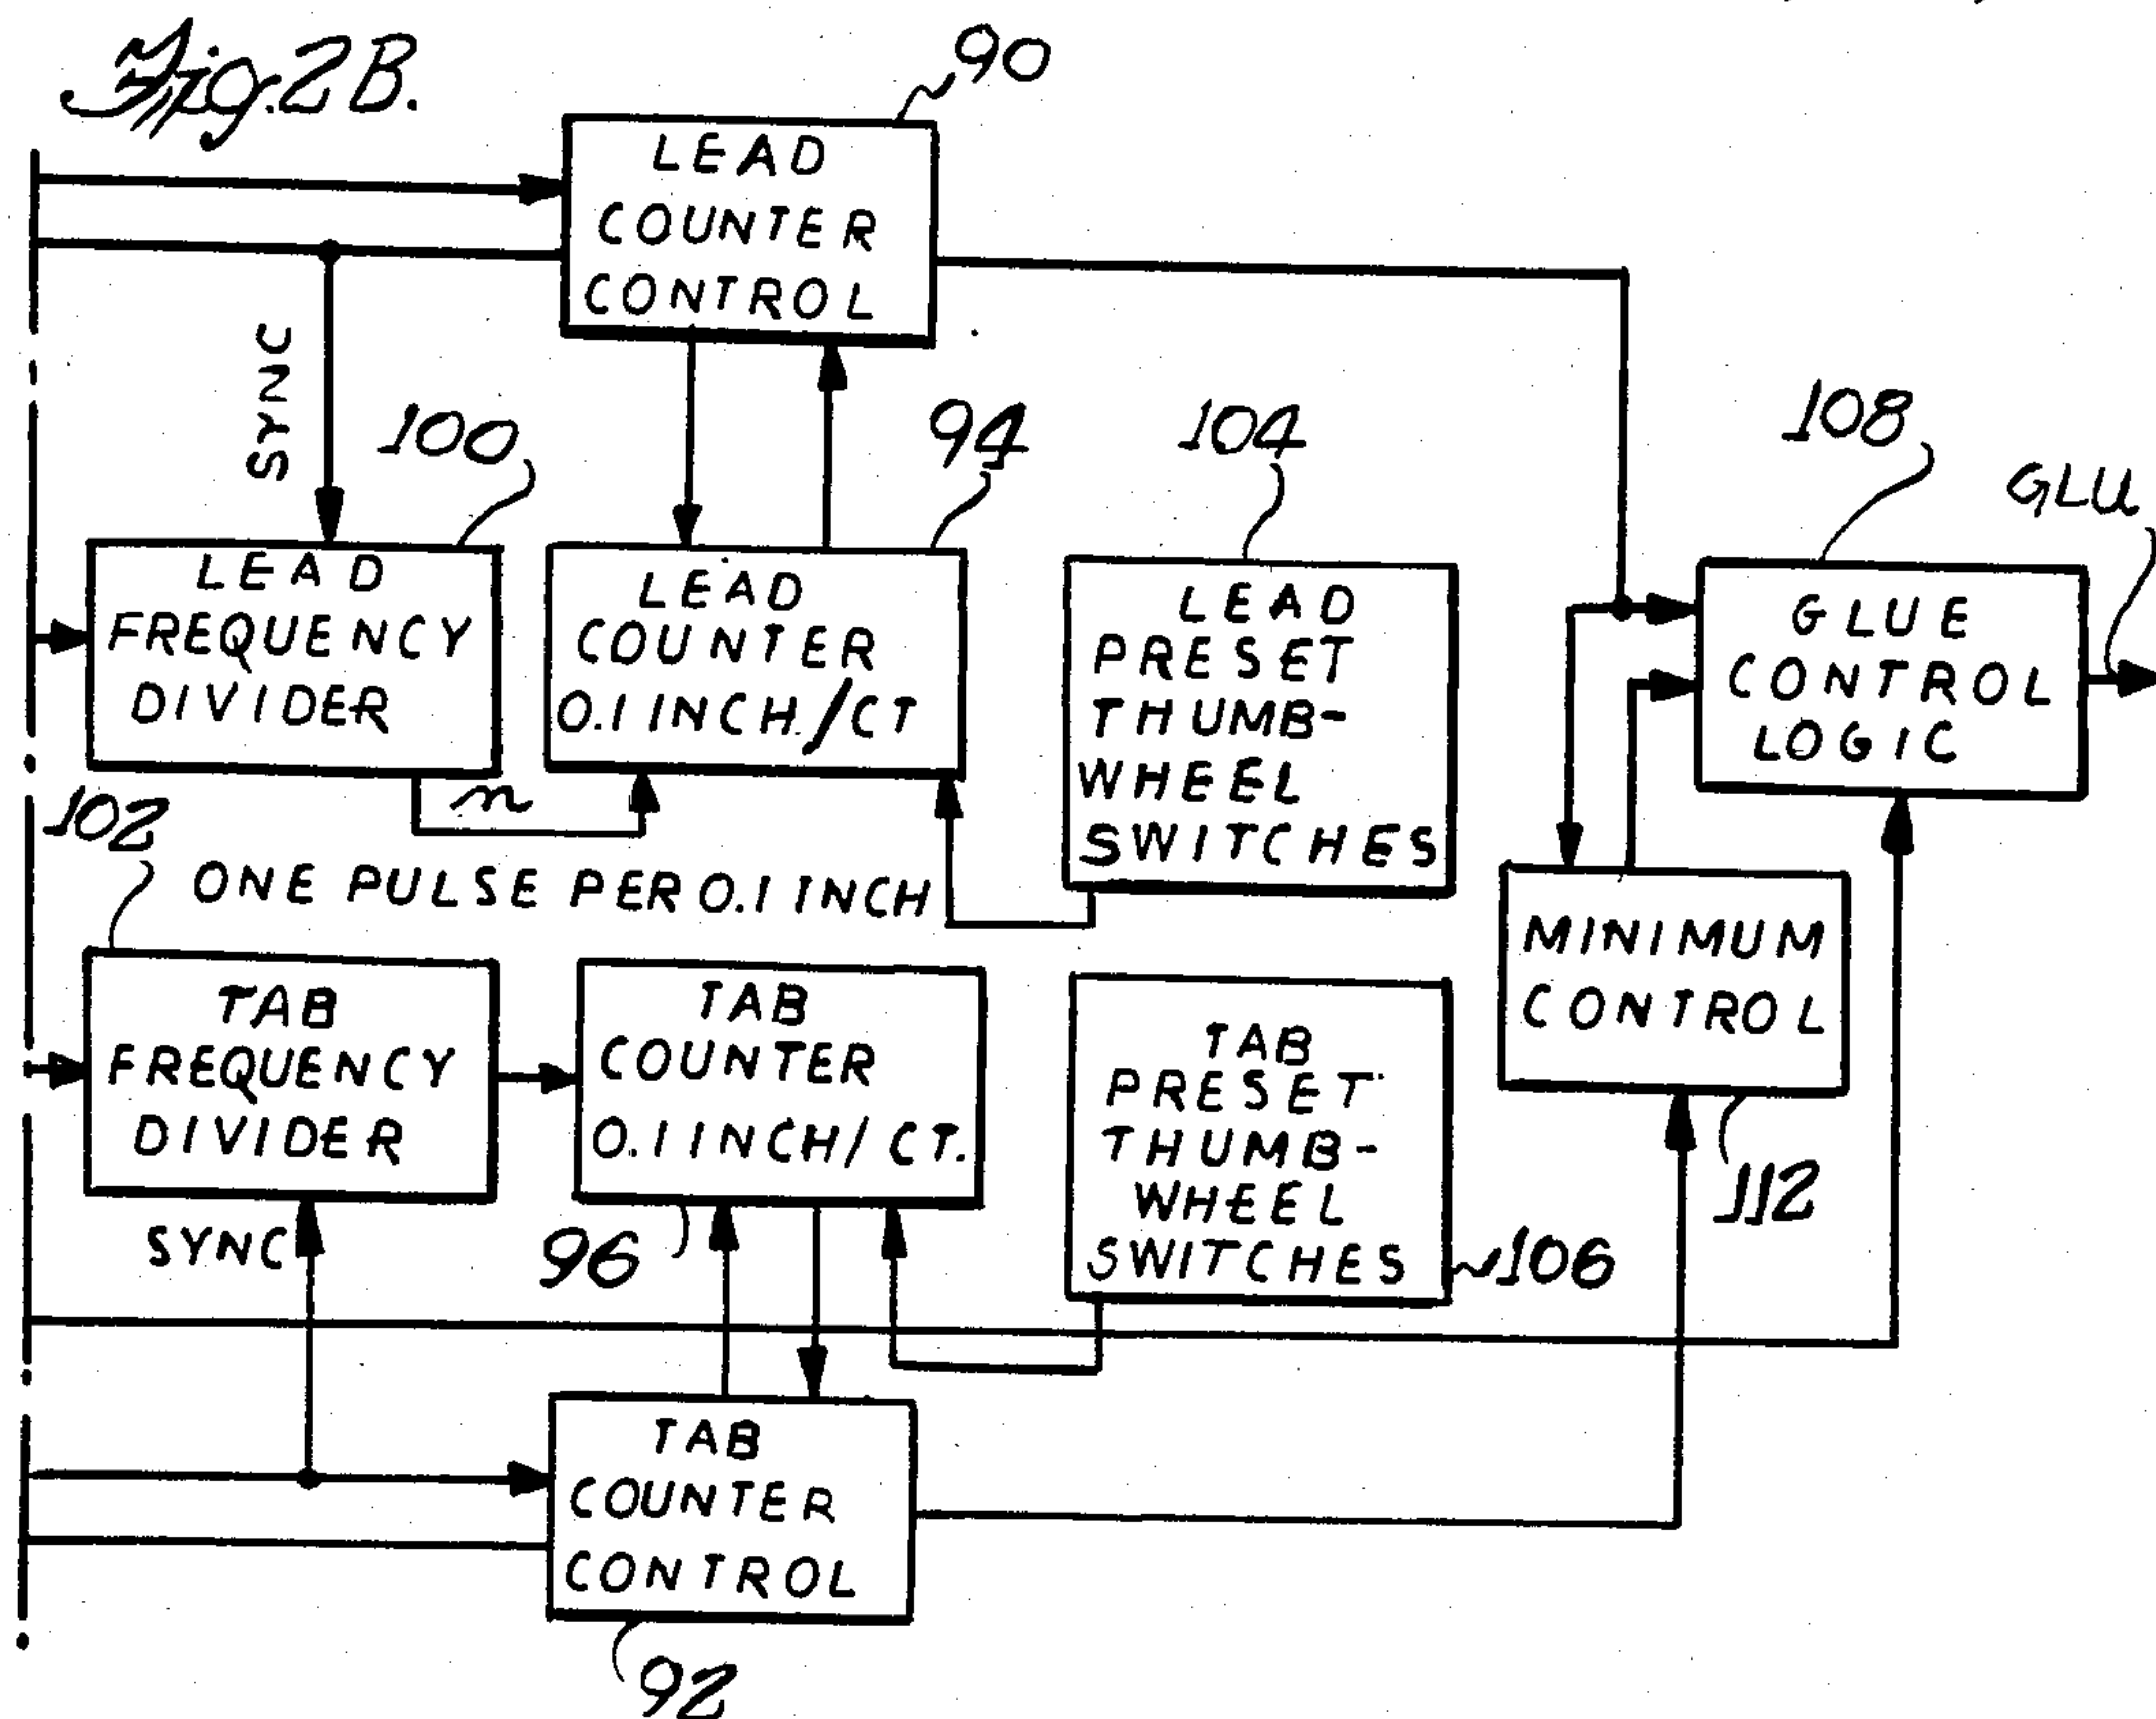 Fig. 2B.
90
LEAD
COUNTER
CONTROL
SYNC
100
94
104
108
GLU
LEAD
FREQUENCY
DIVIDER
LEAD
COUNTER
0.1 INCH./CT
LEAD
PRESET
THUMB-
WHEEL
SWITCHES
GLUE
CONTROL
LOGIC
n
102
ONE PULSE PER 0.1 INCH
MINIMUM
CONTROL
112
TAB
FREQUENCY
DIVIDER
TAB
COUNTER
0.1 INCH/CT.
TAB
PRESET
THUMB-
WHEEL
SWITCHES
SYNC
96
106
TAB
COUNTER
CONTROL
92